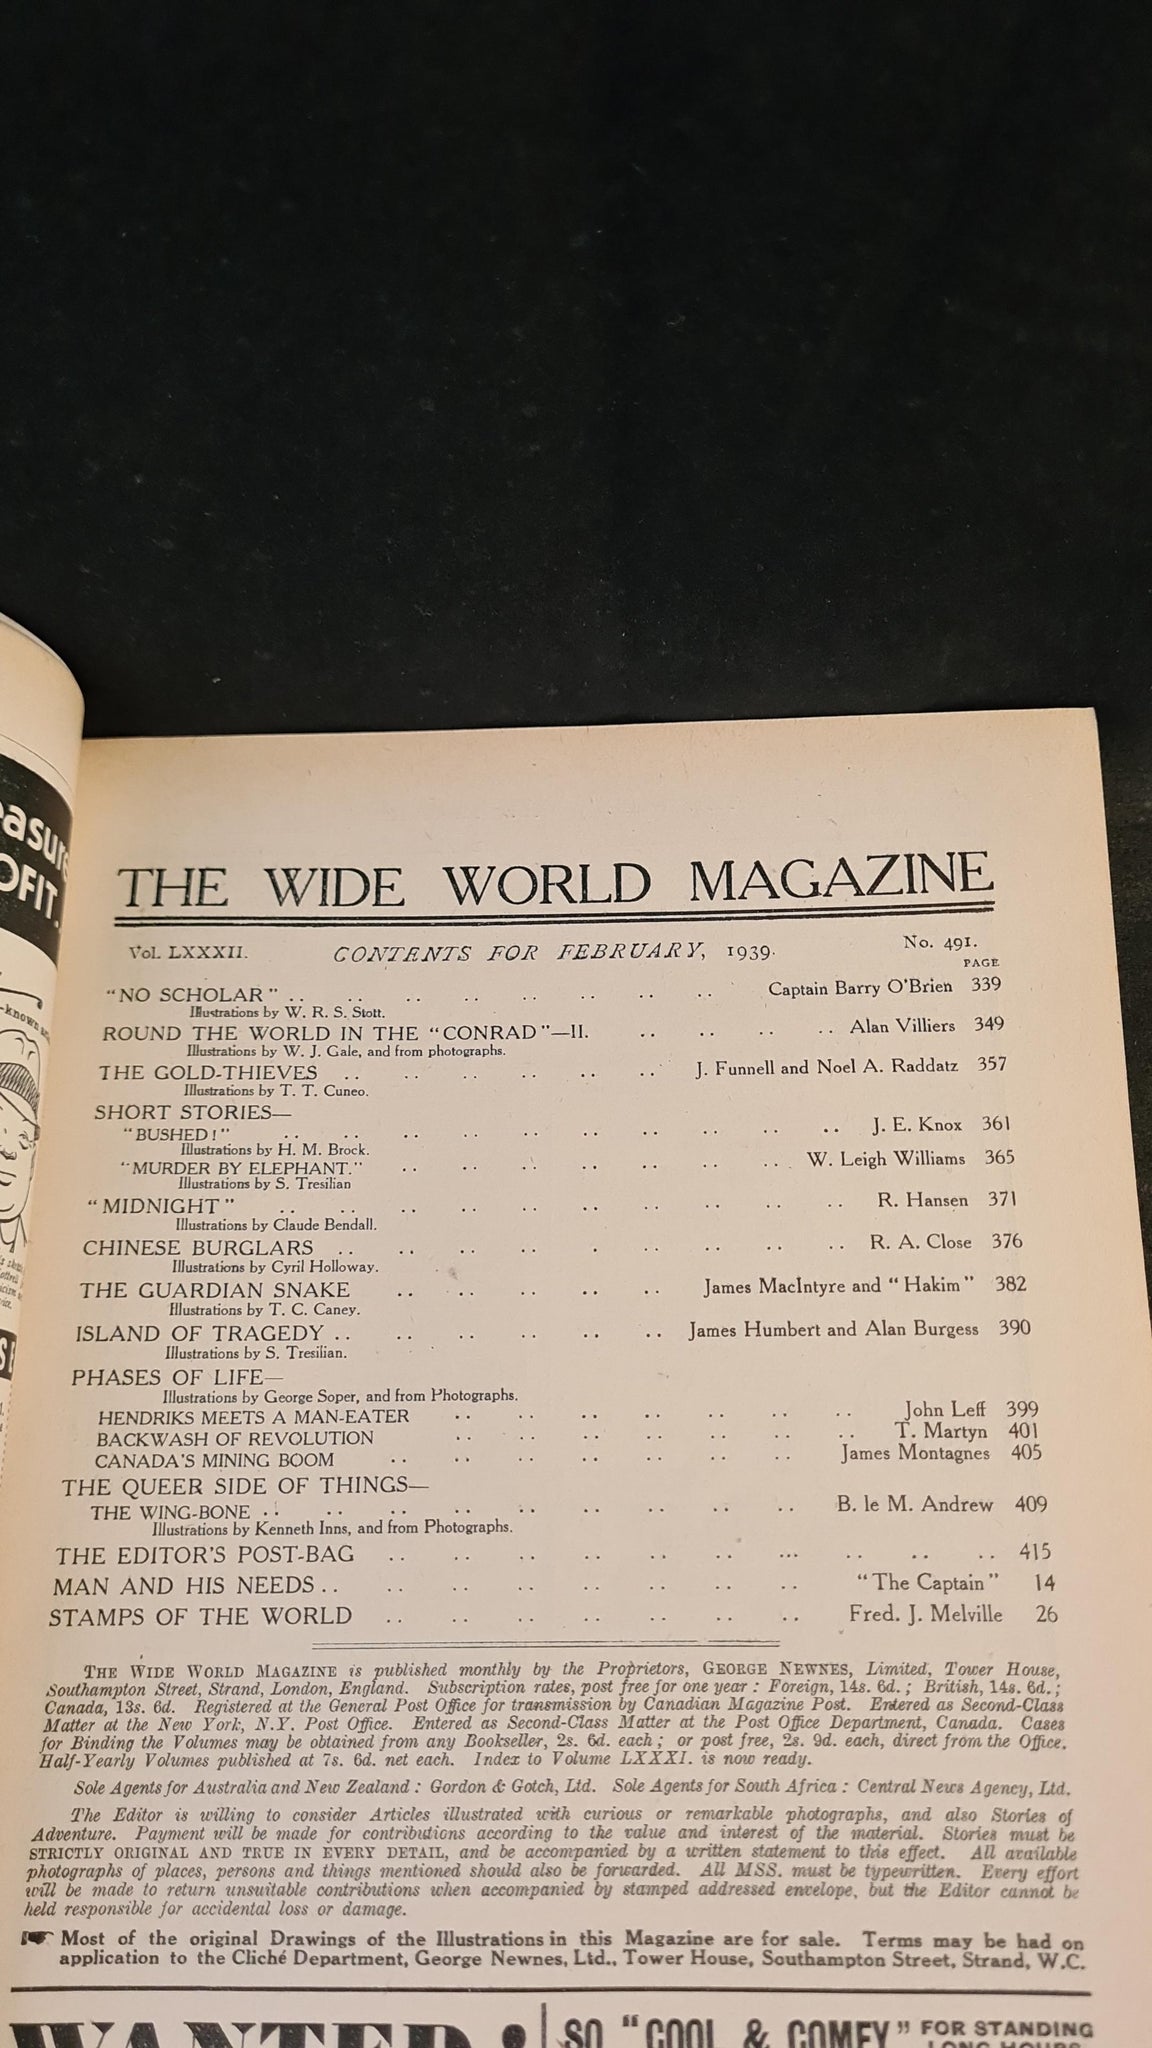 easure
OFIT.
-known
THE WIDE WORLD MAGAZINE
Vol. LXXXII. CONTENTS FOR FEBRUARY, 1939. No. 491.
PAGE
"NO SCHOLAR" .. .. .. .. .. .. .. .. Captain Barry O'Brien 339
Illustrations by W. R. S. Stott.
ROUND THE WORLD IN THE "CONRAD"—II. .. .. .. .. Alan Villiers 349
Illustrations by W. J. Gale, and from photographs.
THE GOLD-THIEVES .. .. .. .. .. .. J. Funnell and Noel A. Raddatz 357
Illustrations by T. T. Cuneo.
SHORT STORIES—
"BUSHED!" .. .. .. .. .. .. .. .. .. .. J. E. Knox 361
Illustrations by H. M. Brock.
"MURDER BY ELEPHANT." .. .. .. .. .. .. .. W. Leigh Williams 365
Illustrations by S. Tresilian
"MIDNIGHT" .. .. .. .. .. .. .. .. .. .. R. Hansen 371
Illustrations by Claude Bendall.
CHINESE BURGLARS .. .. .. .. . .. .. .. .. R. A. Close 376
Illustrations by Cyril Holloway.
THE GUARDIAN SNAKE .. .. .. .. .. James MacIntyre and "Hakim" 382
Illustrations by T. C. Caney.
ISLAND OF TRAGEDY .. .. .. .. .. .. James Humbert and Alan Burgess 390
Illustrations by S. Tresilian.
PHASES OF LIFE—
Illustrations by George Soper, and from Photographs.
HENDRIKS MEETS A MAN-EATER .. .. .. .. .. .. .. John Leff 399
BACKWASH OF REVOLUTION .. .. .. .. .. .. .. T. Martyn 401
CANADA'S MINING BOOM .. .. .. .. .. .. .. James Montagnes 405
THE QUEER SIDE OF THINGS—
THE WING-BONE .. .. .. .. .. .. .. .. .. B. le M. Andrew 409
Illustrations by Kenneth Inns, and from Photographs.
THE EDITOR'S POST-BAG .. .. .. .. .. .. ... .. .. .. 415
MAN AND HIS NEEDS .. .. .. .. .. .. .. .. "The Captain" 14
STAMPS OF THE WORLD .. .. .. .. .. .. .. Fred. J. Melville 26
THE WIDE WORLD MAGAZINE is published monthly by the Proprietors, GEORGE NEWNES, Limited, Tower House,
Southampton Street, Strand, London, England. Subscription rates, post free for one year : Foreign, 14s. 6d. ; British, 14s. 6d. ;
Canada, 13s. 6d. Registered at the General Post Office for transmission by Canadian Magazine Post. Entered as Second-Class
Matter at the New York, N.Y. Post Office. Entered as Second-Class Matter at the Post Office Department, Canada. Cases
for Binding the Volumes may be obtained from any Bookseller, 2s. 6d. each ; or post free, 2s. 9d. each, direct from the Office.
Half-Yearly Volumes published at 7s. 6d. net each. Index to Volume LXXXI. is now ready.
Sole Agents for Australia and New Zealand : Gordon & Gotch, Ltd. Sole Agents for South Africa : Central News Agency, Ltd.
The Editor is willing to consider Articles illustrated with curious or remarkable photographs, and also Stories of
Adventure. Payment will be made for contributions according to the value and interest of the material. Stories must be
STRICTLY ORIGINAL AND TRUE IN EVERY DETAIL, and be accompanied by a written statement to this effect. All available
photographs of places, persons and things mentioned should also be forwarded. All MSS. must be typewritten. Every effort
will be made to return unsuitable contributions when accompanied by stamped addressed envelope, but the Editor cannot be
held responsible for accidental loss or damage.
Most of the original Drawings of the Illustrations in this Magazine are for sale. Terms may be had on
application to the Cliché Department, George Newnes, Ltd., Tower House, Southampton Street, Strand, W.C.
WANTED!
SO "COOL & COMFY" FOR STANDING
LONG HOURS